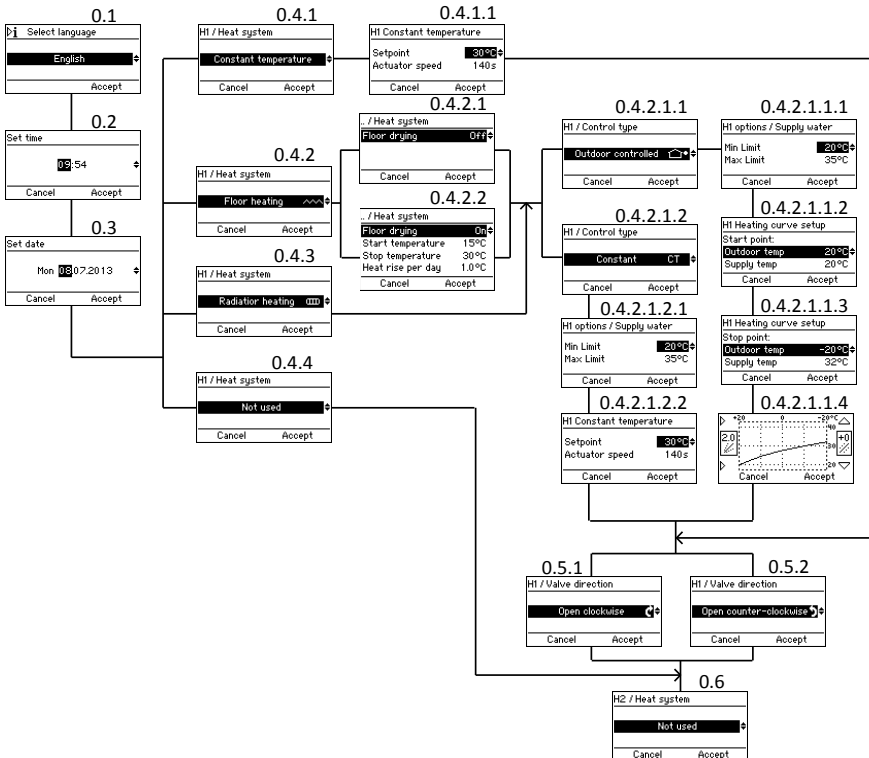 0.1
Select language
English
Accept
0.2
Set time
09:54
Cancel Accept
0.3
Set date
Mon 08.07.2013
Cancel Accept
0.4.1
H1 / Heat system
Constant temperature
Cancel Accept
0.4.1.1
H1 Constant temperature
Setpoint 30°C
Actuator speed 140s
Cancel Accept
0.4.2
H1 / Heat system
Floor heating
Cancel Accept
0.4.2.1
.. / Heat system
Floor drying Off
Cancel Accept
0.4.2.2
.. / Heat system
Floor drying On
Start temperature 15°C
Stop temperature 30°C
Heat rise per day 1.0°C
Cancel Accept
0.4.3
H1 / Heat system
Radiatior heating
Cancel Accept
0.4.4
H1 / Heat system
Not used
Cancel Accept
0.4.2.1.1
H1 / Control type
Outdoor controlled
Cancel Accept
0.4.2.1.2
H1 / Control type
Constant CT
Cancel Accept
0.4.2.1.2.1
H1 options / Supply water
Min Limit 20°C
Max Limit 35°C
Cancel Accept
0.4.2.1.2.2
H1 Constant temperature
Setpoint 30°C
Actuator speed 140s
Cancel Accept
0.4.2.1.1.1
H1 options / Supply water
Min Limit 20°C
Max Limit 35°C
Cancel Accept
0.4.2.1.1.2
H1 Heating curve setup
Start point:
Outdoor temp 20°C
Supply temp 20°C
Cancel Accept
0.4.2.1.1.3
H1 Heating curve setup
Stop point:
Outdoor temp -20°C
Supply temp 32°C
Cancel Accept
0.4.2.1.1.4
+20 0 -20°C
40
2.0 30 +0
20
Cancel Accept
0.5.1
H1 / Valve direction
Open clockwise
Cancel Accept
0.5.2
H1 / Valve direction
Open counter-clockwise
Cancel Accept
0.6
H2 / Heat system
Not used
Cancel Accept